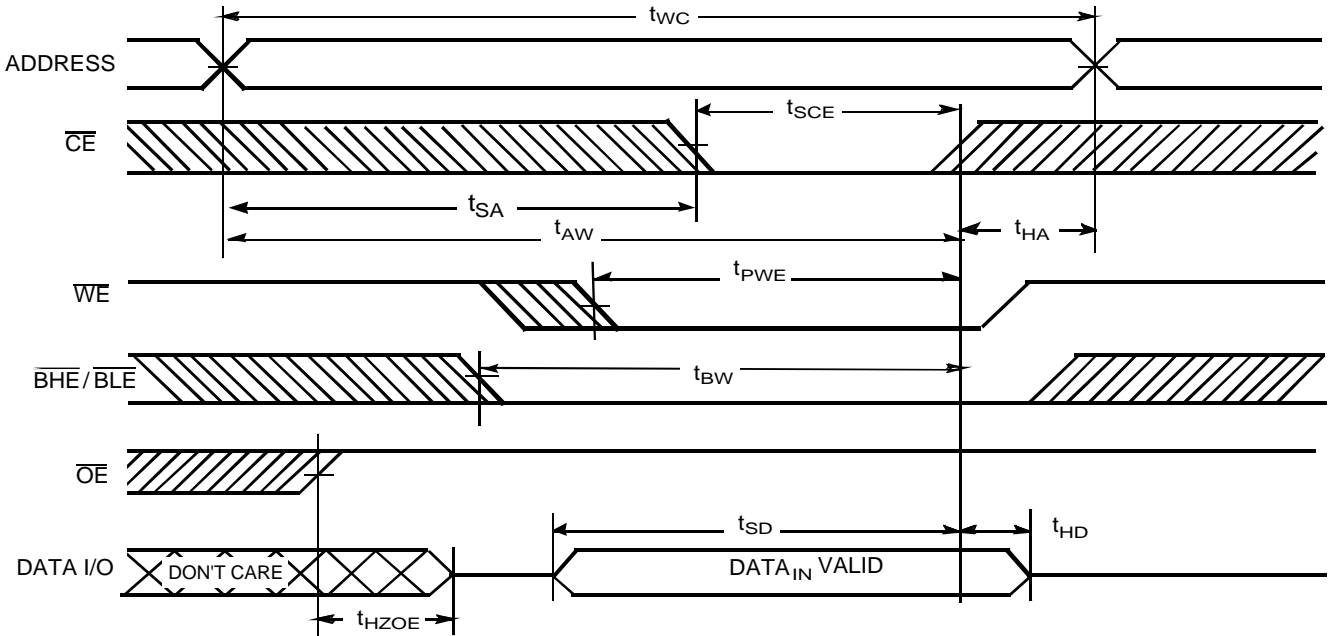 tWC
ADDRESS
tSCE
CE
tSA
tAW
tHA
tPWE
WE
BHE/BLE
tBW
OE
tSD
tHD
DATA I/O
DON'T CARE
DATAIN VALID
tHZOE